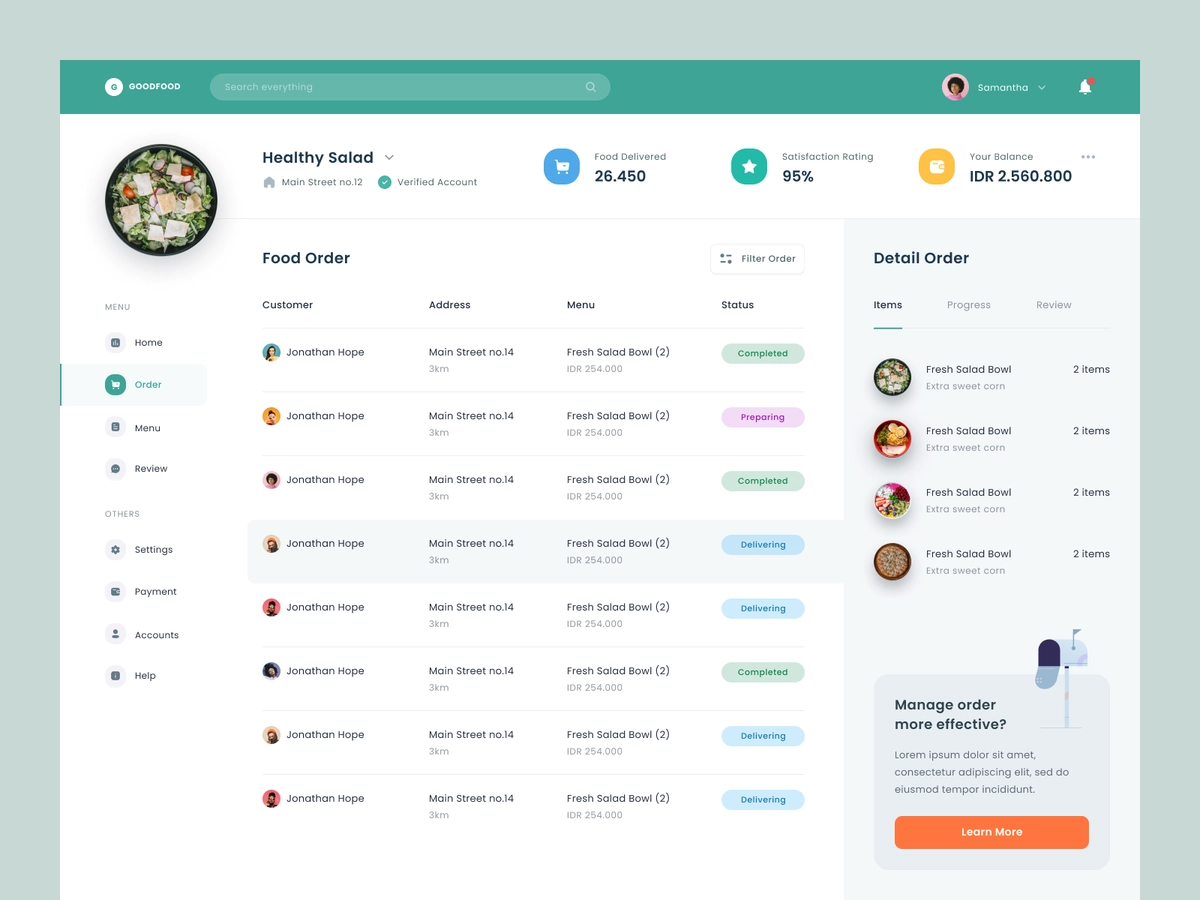 G GOODFOOD
Search everything
Samantha
Healthy Salad
Main Street no.12
Verified Account
Food Delivered
26.450
Satisfaction Rating
95%
Your Balance
IDR 2.560.800
MENU
Home
Order
Menu
Review
OTHERS
Settings
Payment
Accounts
Help
Food Order
Filter Order
Customer Address Menu Status
Jonathan Hope Main Street no.14 Fresh Salad Bowl (2) Completed
3km IDR 254.000
Jonathan Hope Main Street no.14 Fresh Salad Bowl (2) Preparing
3km IDR 254.000
Jonathan Hope Main Street no.14 Fresh Salad Bowl (2) Completed
3km IDR 254.000
Jonathan Hope Main Street no.14 Fresh Salad Bowl (2) Delivering
3km IDR 254.000
Jonathan Hope Main Street no.14 Fresh Salad Bowl (2) Delivering
3km IDR 254.000
Jonathan Hope Main Street no.14 Fresh Salad Bowl (2) Completed
3km IDR 254.000
Jonathan Hope Main Street no.14 Fresh Salad Bowl (2) Delivering
3km IDR 254.000
Jonathan Hope Main Street no.14 Fresh Salad Bowl (2) Delivering
3km IDR 254.000
Detail Order
Items Progress Review
Fresh Salad Bowl 2 items
Extra sweet corn
Fresh Salad Bowl 2 items
Extra sweet corn
Fresh Salad Bowl 2 items
Extra sweet corn
Fresh Salad Bowl 2 items
Extra sweet corn
Manage order
more effective?
Lorem ipsum dolor sit amet,
consectetur adipiscing elit, sed do
eiusmod tempor incididunt.
Learn More